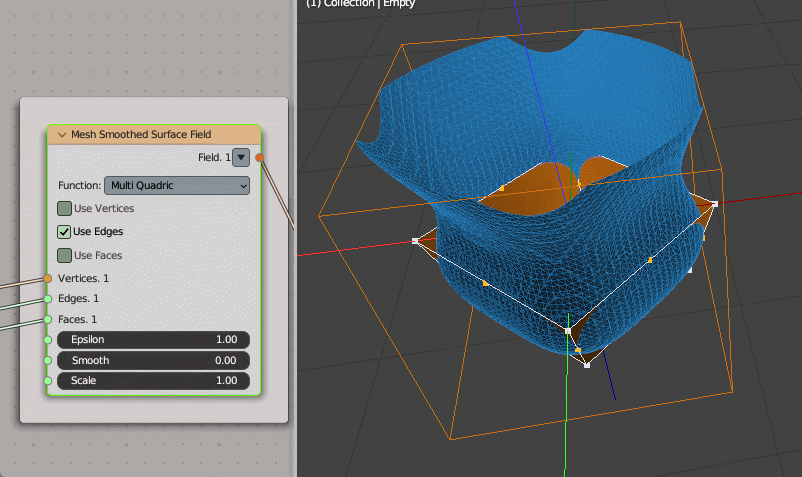 (1) Collection | Empty
Mesh Smoothed Surface Field
Field. 1
Function: Multi Quadric
Use Vertices
Use Edges
Use Faces
Vertices. 1
Edges. 1
Faces. 1
Epsilon 1.00
Smooth 0.00
Scale 1.00